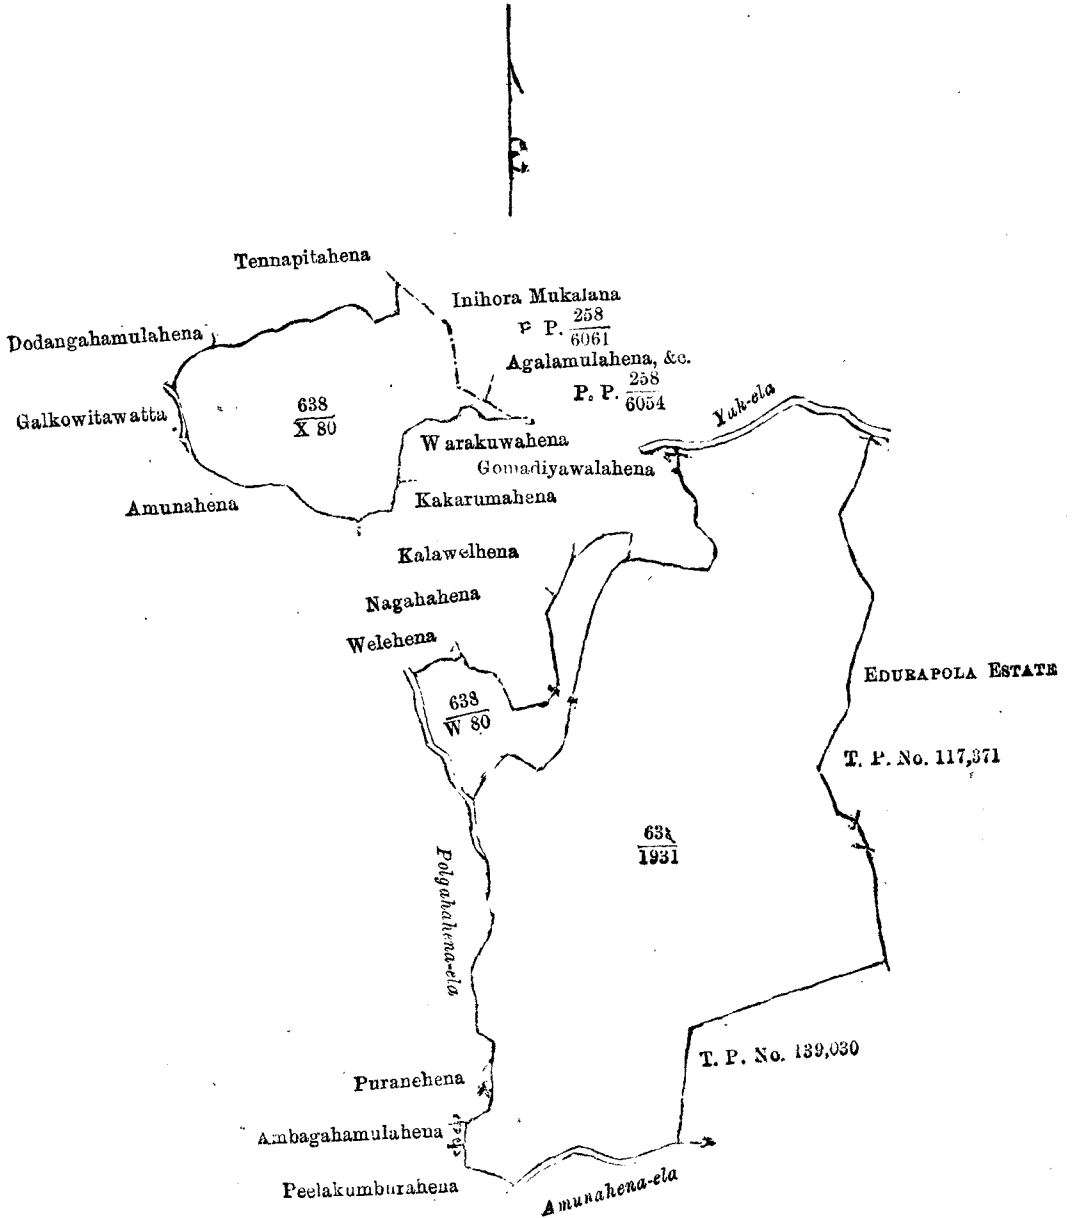 Tennapitahena
Inihora Mukalana
P P. 258/6061
Dodangahamulahena
Agalamulahena, &c.
P. P. 258/6054
Galkowitawatta
638/X 80
Yak-ela
Warakuwahena
Gomadiyawalahena
Amunahena
Kakarumahena
Kalawelhena
Nagahahena
Welehena
EDURAPOLA ESTATE
638/W 80
T. P. No. 117,371
638/1931
Polgahahena-ela
T. P. No. 139,030
Puranehena
Ambagahamulahena
Peelakumburahena
Amunahena-ela